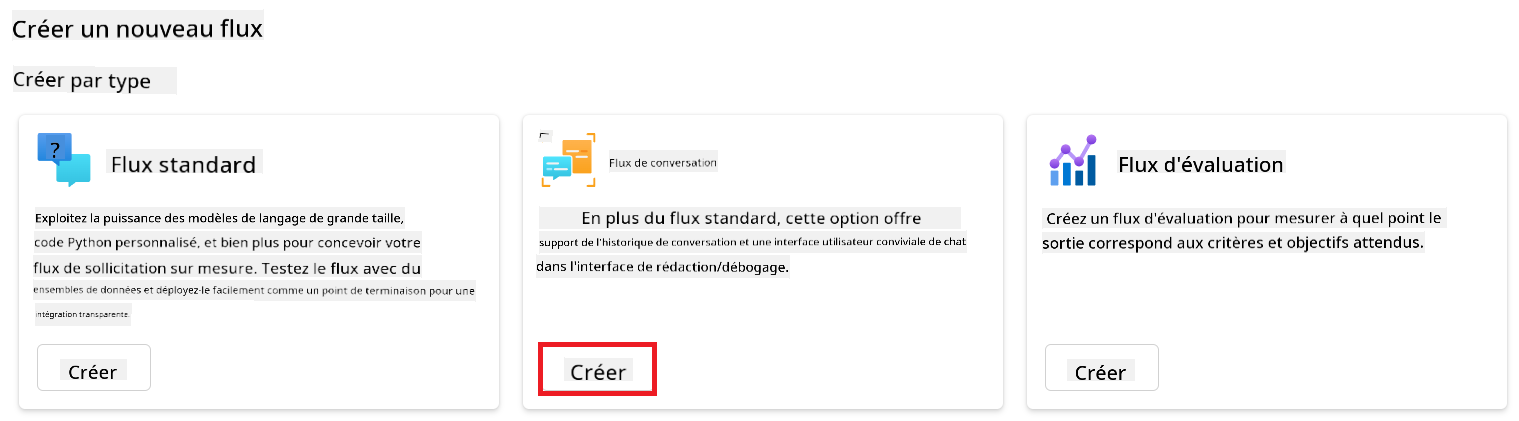 Créer un nouveau flux
Créer par type
?
Flux standard
Exploitez la puissance des modèles de langage de grande taille,
code Python personnalisé, et bien plus pour concevoir votre
flux de sollicitation sur mesure. Testez le flux avec du
ensembles de données et déployez-le facilement comme un point de terminaison pour une
intégration transparente.
Créer
Flux de conversation
En plus du flux standard, cette option offre
support de l'historique de conversation et une interface utilisateur conviviale de chat
dans l'interface de rédaction/débogage.
Créer
Flux d'évaluation
Créez un flux d'évaluation pour mesurer à quel point le
sortie correspond aux critères et objectifs attendus.
Créer